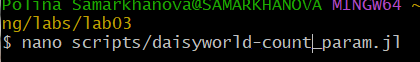 Polina Samarkhanova@SAMARKHANOVA MINGW64 ~
ng/labs/lab03
$ nano scripts/daisyworld-count_param.jl